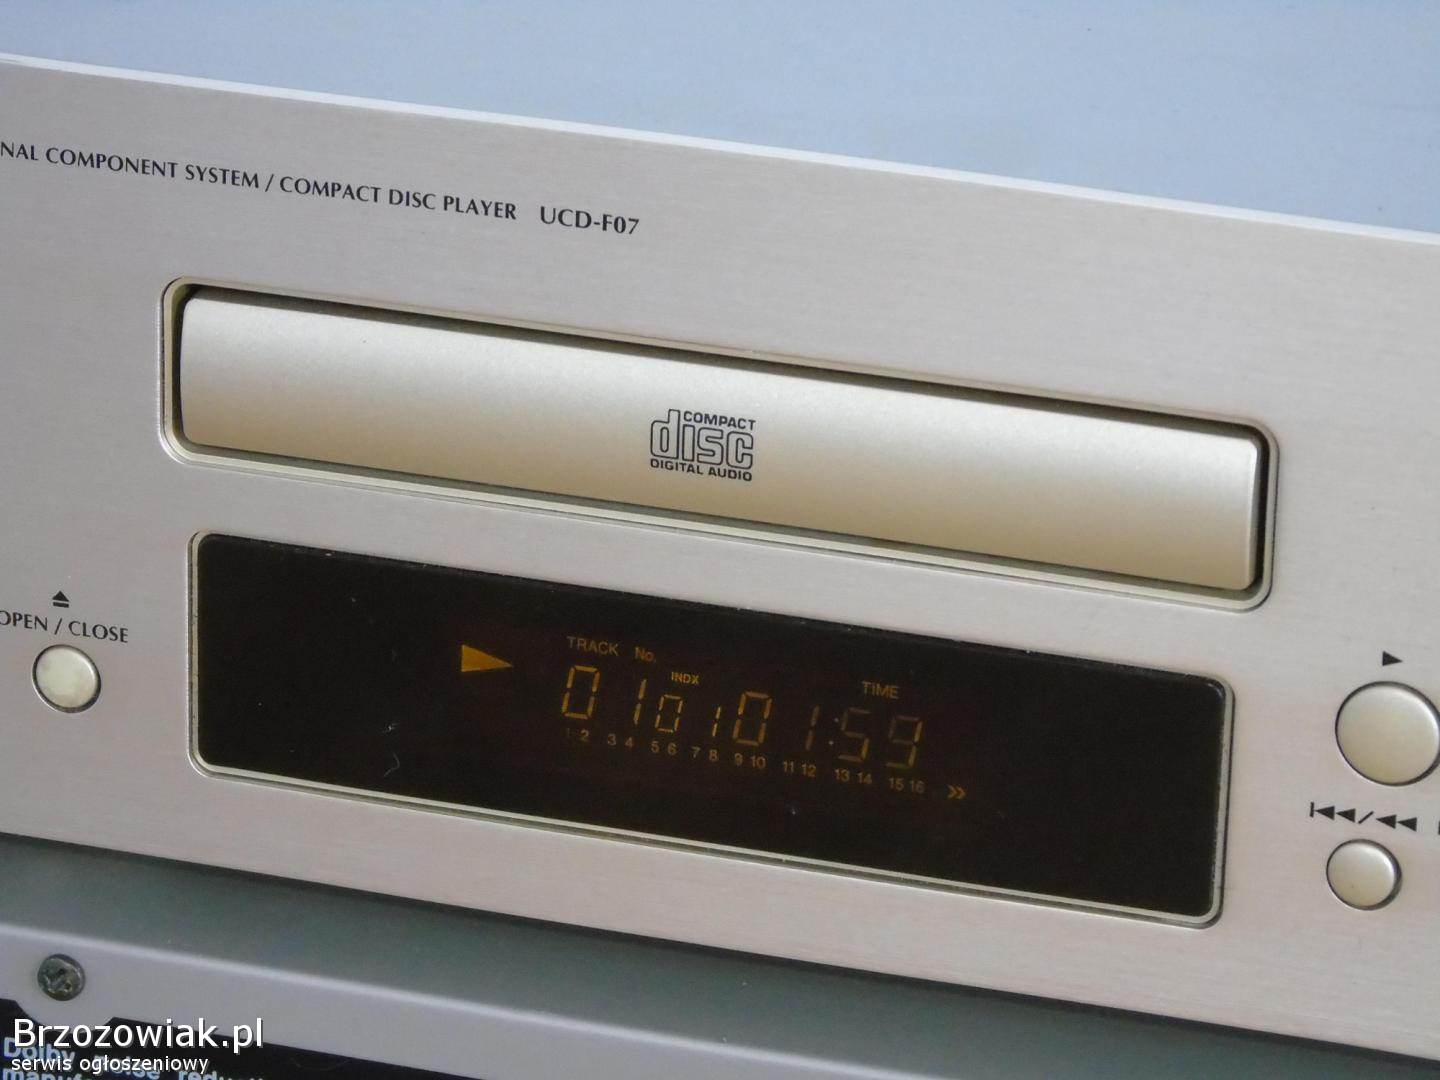 NAL COMPONENT SYSTEM / COMPACT DISC PLAYER UCD-F07
COMPACT
disc
DIGITAL AUDIO
OPEN / CLOSE
TRACK No.
INDX
TIME
01 01 01:59
1 2 3 4 5 6 7 8 9 10 11 12 13 14 15 16 »
Brzozowiak.pl
serwis ogłoszeniowy
Dolby noise